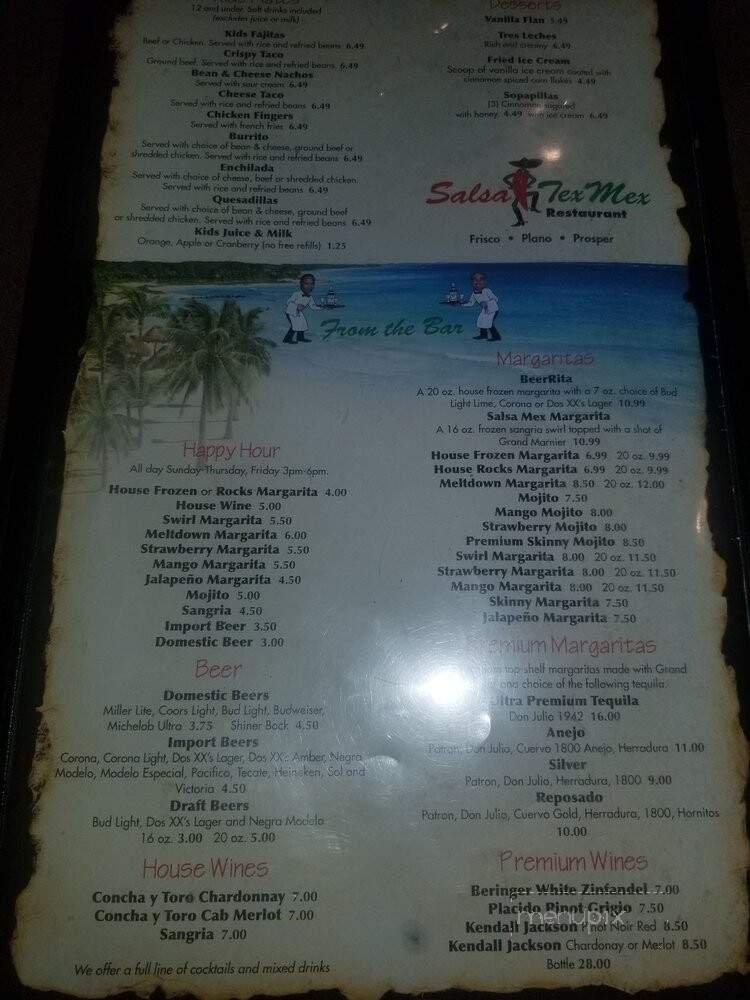 12 and under. Soft drinks included
(excludes juice or milk)
Kids Fajitas
Beef or Chicken. Served with rice and refried beans 6.49
Crispy Taco
Ground beef. Served with rice and refried beans. 6.49
Bean & Cheese Nachos
Served with sour cream 6.49
Cheese Taco
Served with rice and refried beans 6.49
Chicken Fingers
Served with french fries 6.49
Burrito
Served with choice of bean & cheese, ground beef or
shredded chicken. Served with rice and refried beans 6.49
Enchilada
Served with choice of cheese, beef or shredded chicken.
Served with rice and refried beans 6.49
Quesadillas
Served with choice of bean & cheese, ground beef
or shredded chicken. Served with rice and refried beans 6.49
Kids Juice & Milk
Orange, Apple or Cranberry (no free refills) 1.25
Desserts
Vanilla Flan 5.49
Tres Leches
Rich and creamy 6.49
Fried Ice Cream
Scoop of vanilla ice cream coated with
cinnamon spiced corn flakes 4.49
Sopapillas
(3) Cinnamon sugared
with honey 4.49 with ice cream 6.49
Salsa TexMex
Restaurant
Frisco • Plano • Prosper
From the Bar
Happy Hour
All day Sunday-Thursday, Friday 3pm-6pm.
House Frozen or Rocks Margarita 4.00
House Wine 5.00
Swirl Margarita 5.50
Meltdown Margarita 6.00
Strawberry Margarita 5.50
Mango Margarita 5.50
Jalapeño Margarita 4.50
Mojito 5.00
Sangria 4.50
Import Beer 3.50
Domestic Beer 3.00
Beer
Domestic Beers
Miller Lite, Coors Light, Bud Light, Budweiser,
Michelob Ultra 3.75 Shiner Bock 4.50
Import Beers
Corona, Corona Light, Dos XX's Lager, Dos XX's Amber, Negra
Modelo, Modelo Especial, Pacifico, Tecate, Heineken, Sol and
Victoria 4.50
Draft Beers
Bud Light, Dos XX's Lager and Negra Modelo
16 oz. 3.00 20 oz. 5.00
House Wines
Concha y Toro Chardonnay 7.00
Concha y Toro Cab Merlot 7.00
Sangria 7.00
We offer a full line of cocktails and mixed drinks
Margaritas
BeerRita
A 20 oz. house frozen margarita with a 7 oz. choice of Bud
Light Lime, Corona or Dos XX's Lager 10.99
Salsa Mex Margarita
A 16 oz. frozen sangria swirl topped with a shot of
Grand Marnier 10.99
House Frozen Margarita 6.99 20 oz. 9.99
House Rocks Margarita 6.99 20 oz. 9.99
Meltdown Margarita 8.50 20 oz. 12.00
Mojito 7.50
Mango Mojito 8.00
Strawberry Mojito 8.00
Premium Skinny Mojito 8.50
Swirl Margarita 8.00 20 oz. 11.50
Strawberry Margarita 8.00 20 oz. 11.50
Mango Margarita 8.00 20 oz. 11.50
Skinny Margarita 7.50
Jalapeño Margarita 7.50
Premium Margaritas
top-shelf margaritas made with Grand
and choice of the following tequila.
Ultra Premium Tequila
Don Julio 1942 16.00
Anejo
Patron, Don Julio, Cuervo 1800 Anejo, Herradura 11.00
Silver
Patron, Don Julio, Herradura, 1800 9.00
Reposado
Patron, Don Julio, Cuervo Gold, Herradura, 1800, Hornitos
10.00
Premium Wines
Beringer White Zinfandel 7.00
Placido Pinot Grigio 7.50
Kendall Jackson Pinot Noir Red 8.50
Kendall Jackson Chardonay or Merlot 8.50
Bottle 28.00
menupix